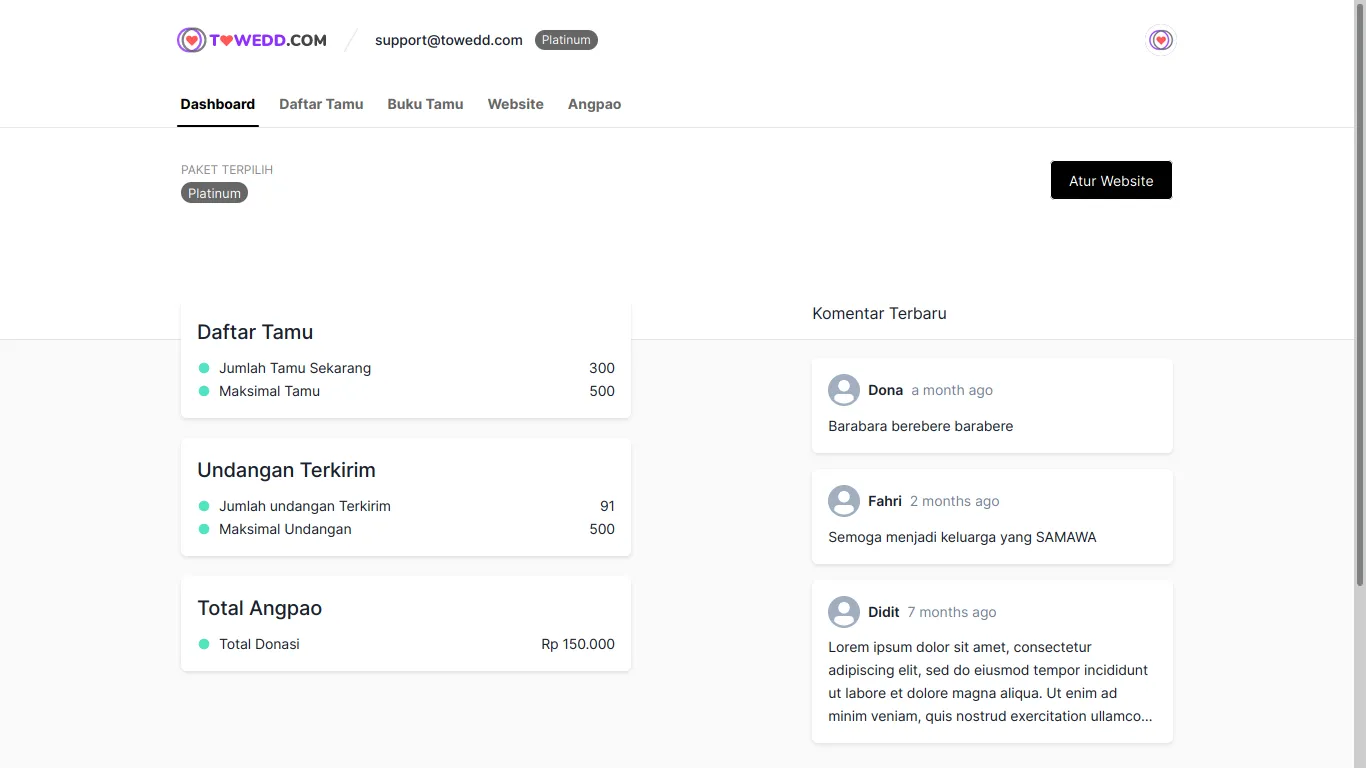 T❤WEDD.COM
support@towedd.com Platinum
Dashboard Daftar Tamu Buku Tamu Website Angpao
PAKET TERPILIH
Platinum
Atur Website
Daftar Tamu
Jumlah Tamu Sekarang 300
Maksimal Tamu 500
Undangan Terkirim
Jumlah undangan Terkirim 91
Maksimal Undangan 500
Total Angpao
Total Donasi Rp 150.000
Komentar Terbaru
Dona a month ago
Barabara berebere barabere
Fahri 2 months ago
Semoga menjadi keluarga yang SAMAWA
Didit 7 months ago
Lorem ipsum dolor sit amet, consectetur
adipiscing elit, sed do eiusmod tempor incididunt
ut labore et dolore magna aliqua. Ut enim ad
minim veniam, quis nostrud exercitation ullamco...